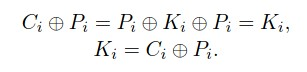 C_i ⊕ P_i = P_i ⊕ K_i ⊕ P_i = K_i,
K_i = C_i ⊕ P_i.